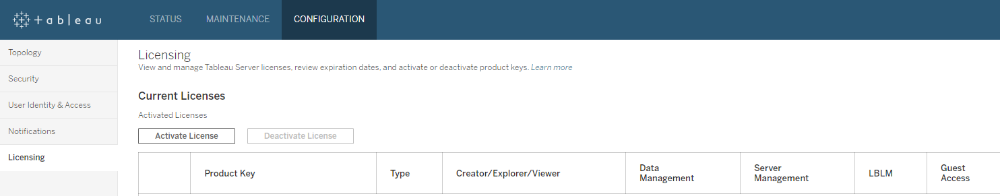 tableau
STATUS
MAINTENANCE
CONFIGURATION
Topology
Security
User Identity & Access
Notifications
Licensing
Licensing
View and manage Tableau Server licenses, review expiration dates, and activate or deactivate product keys. Learn more
Current Licenses
Activated Licenses
Activate License
Deactivate License
Product Key
Type
Creator/Explorer/Viewer
Data
Management
Server
Management
LBLM
Guest
Access